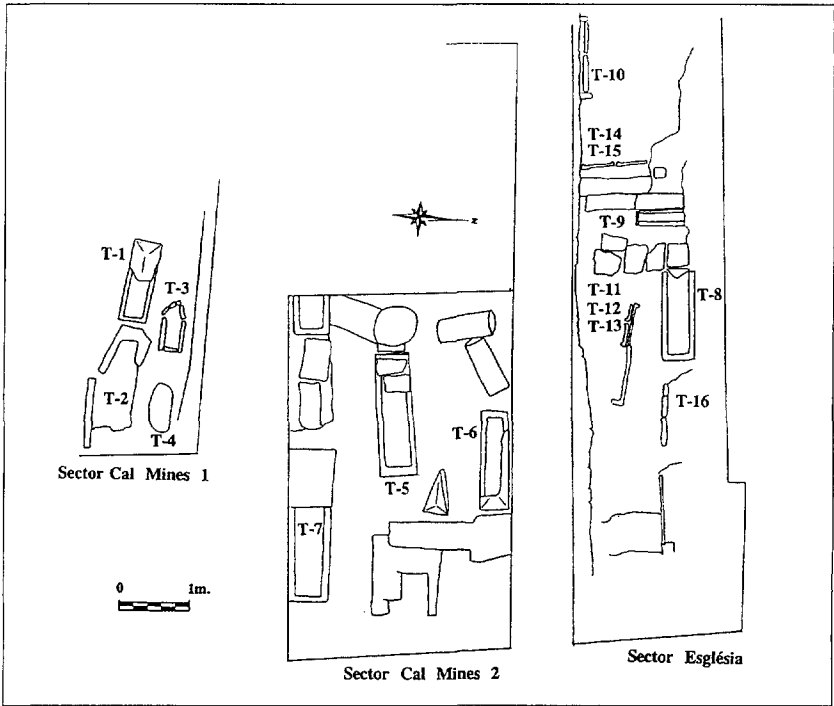 T-1
T-3
T-2
T-4
Sector Cal Mines 1
0 1m.
N
T-5
T-6
T-7
Sector Cal Mines 2
T-10
T-14
T-15
T-9
T-11
T-12
T-13
T-8
T-16
Sector Església